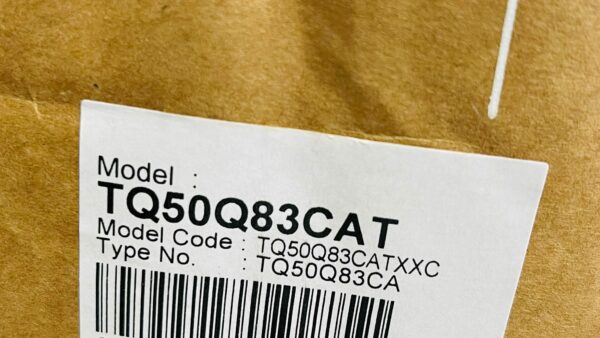 Model :
TQ50Q83CAT
Model Code : TQ50Q83CATXXC
Type No. : TQ50Q83CA